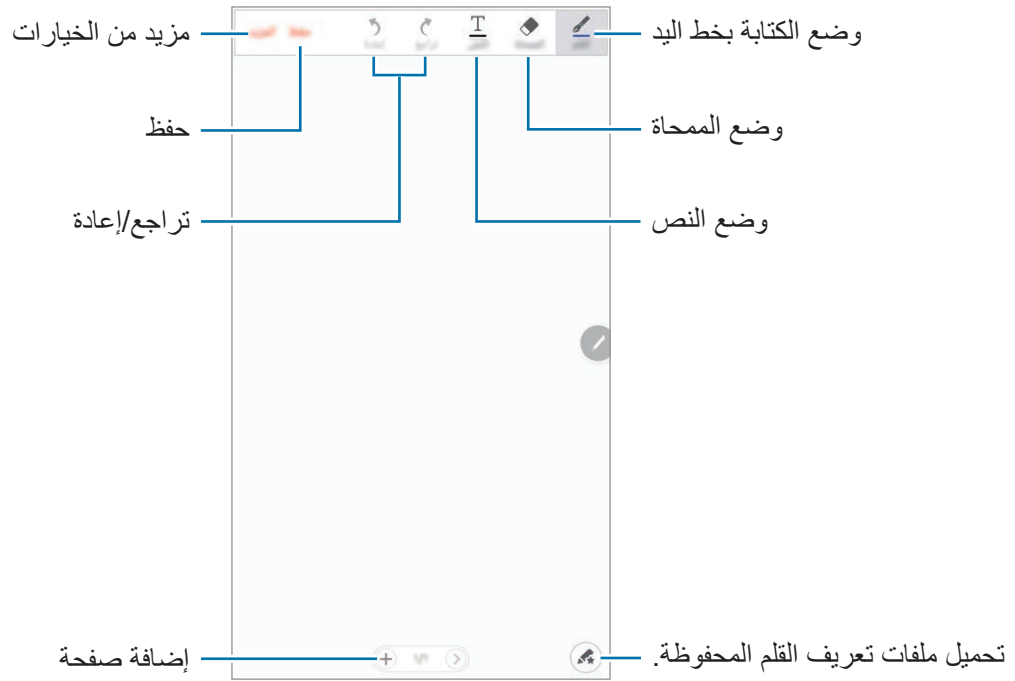 وضع الكتابة بخط اليد
مزيد من الخيارات
وضع الممحاة
حفظ
وضع النص
تراجع/إعادة
تحميل ملفات تعريف القلم المحفوظة.
إضافة صفحة